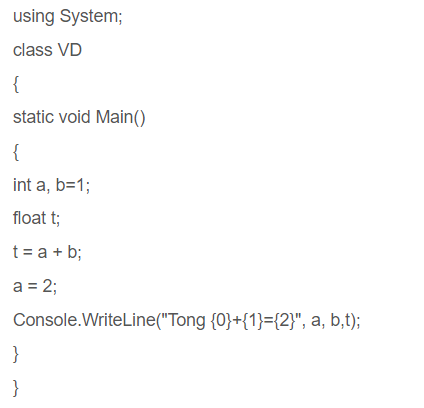 using System;
class VD
{
static void Main()
{
int a, b=1;
float t;
t = a + b;
a = 2;
Console.WriteLine("Tong {0}+{1}={2}", a, b,t);
}
}